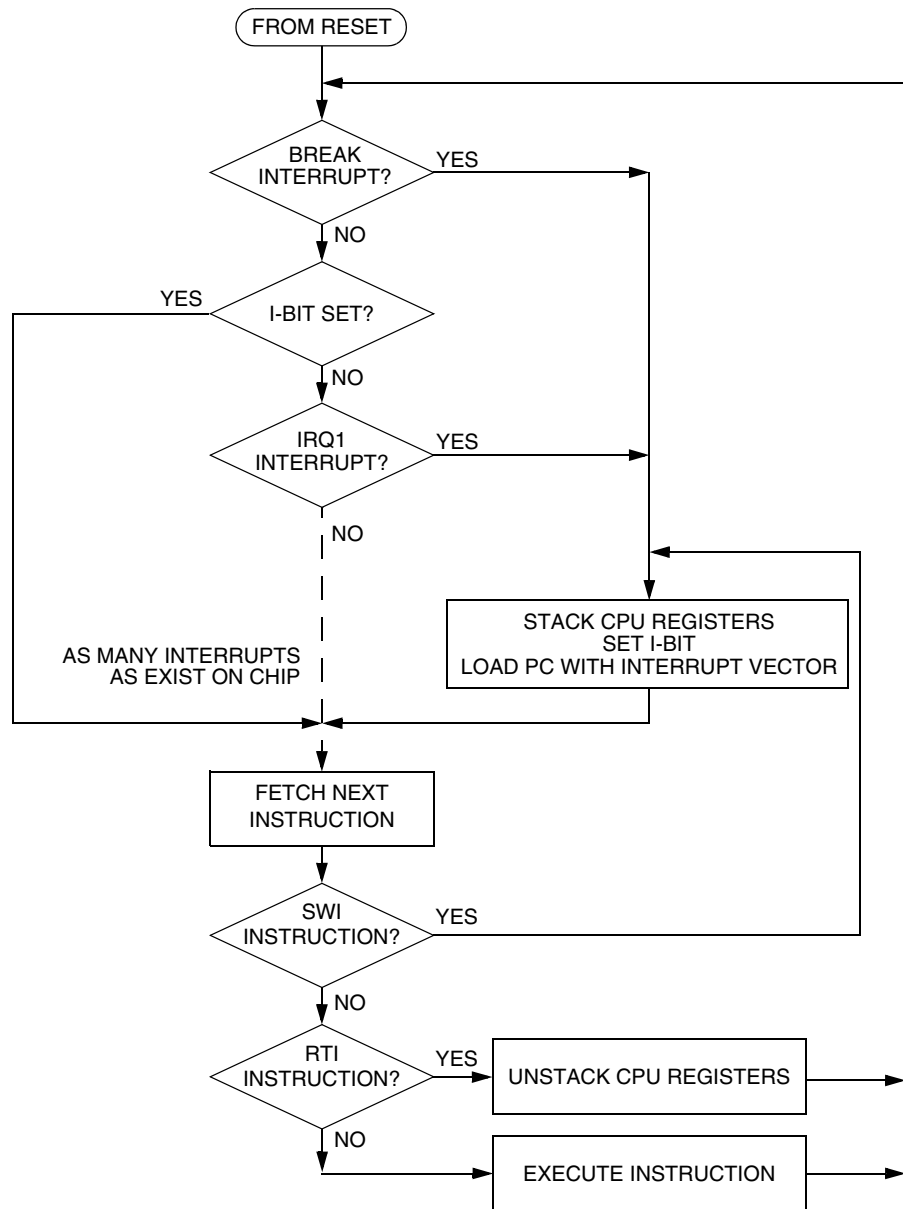 FROM RESET
BREAK
INTERRUPT?
YES
NO
YES
I-BIT SET?
NO
IRQ1
INTERRUPT?
YES
NO
STACK CPU REGISTERS
SET I-BIT
LOAD PC WITH INTERRUPT VECTOR
AS MANY INTERRUPTS
AS EXIST ON CHIP
FETCH NEXT
INSTRUCTION
SWI
INSTRUCTION?
YES
NO
RTI
INSTRUCTION?
YES
UNSTACK CPU REGISTERS
NO
EXECUTE INSTRUCTION